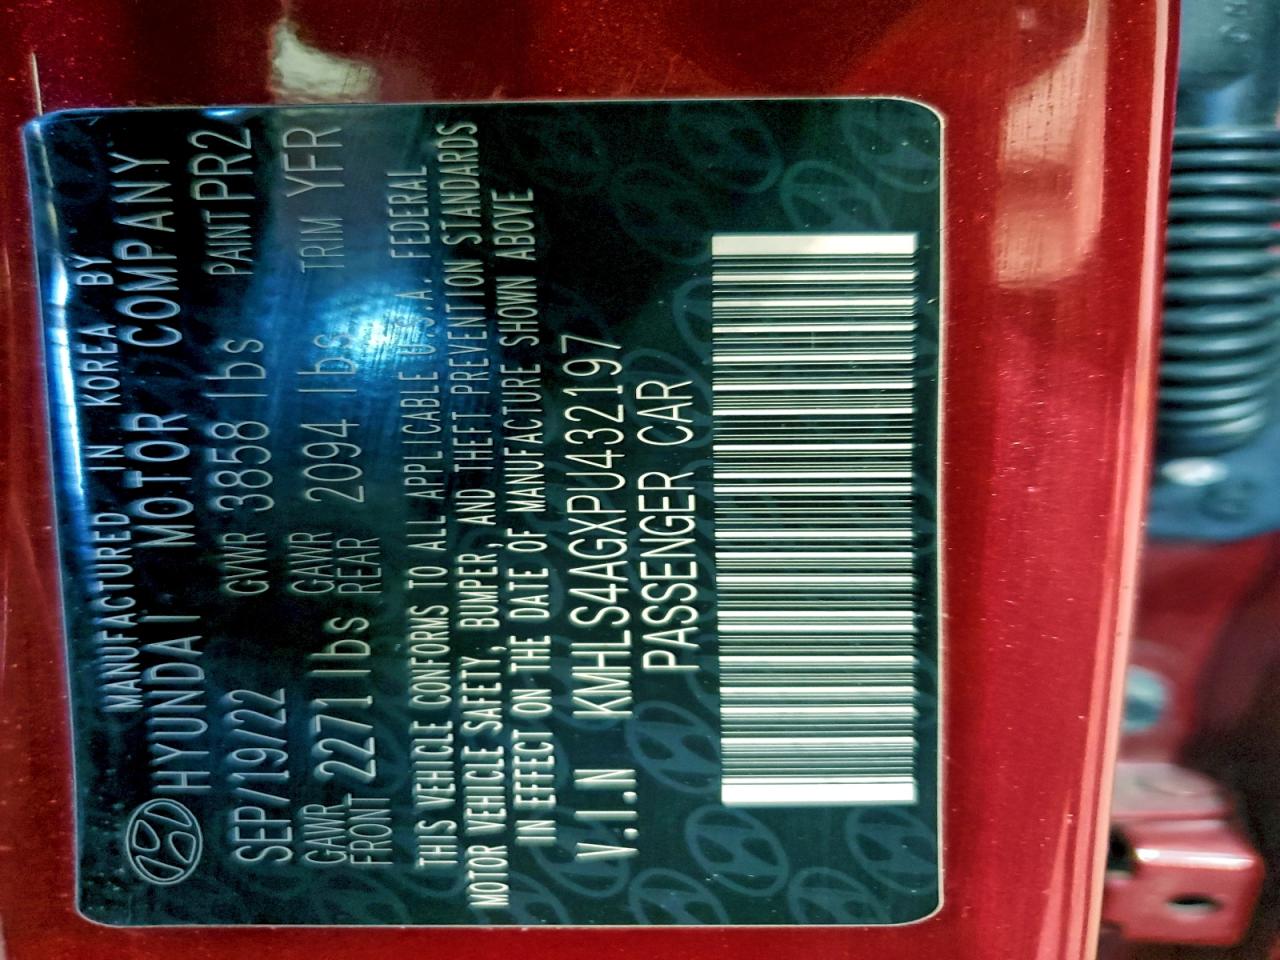 MANUFACTURED IN KOREA BY
HYUNDAI MOTOR COMPANY
SEP/19/22 GVWR 3858 lbs PAINT PR2
GAWR FRONT 2271 lbs GAWR REAR 2094 lbs TRIM YFR
THIS VEHICLE CONFORMS TO ALL APPLICABLE U.S.A. FEDERAL
MOTOR VEHICLE SAFETY, BUMPER, AND THEFT PREVENTION STANDARDS
IN EFFECT ON THE DATE OF MANUFACTURE SHOWN ABOVE
V.I.N KMHLS4AGXPU432197
PASSENGER CAR